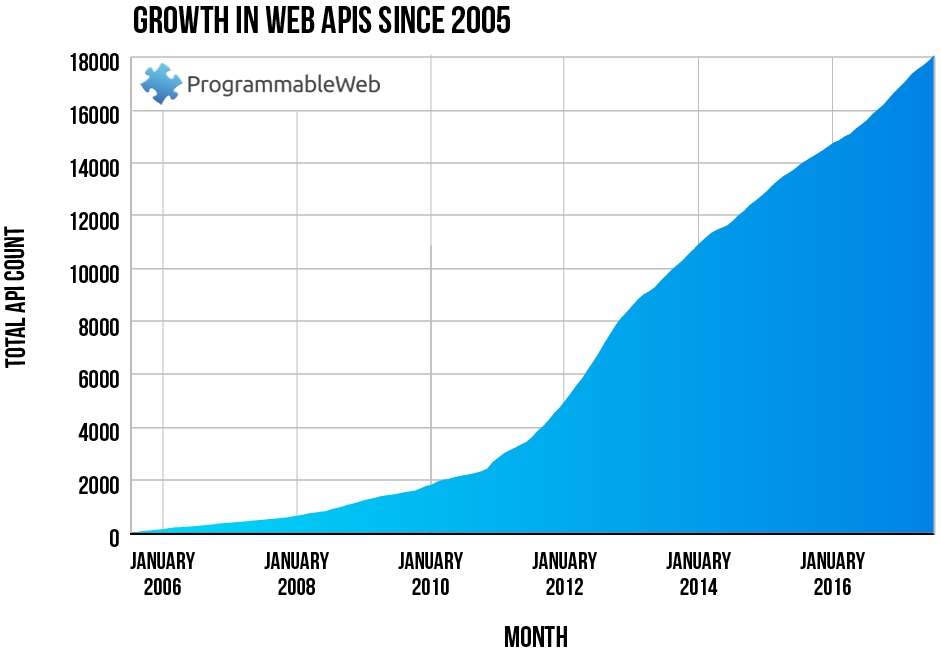 GROWTH IN WEB APIS SINCE 2005
ProgrammableWeb
18000
16000
14000
12000
10000
8000
6000
4000
2000
0
TOTAL API COUNT
JANUARY
2006
JANUARY
2008
JANUARY
2010
JANUARY
2012
JANUARY
2014
JANUARY
2016
MONTH